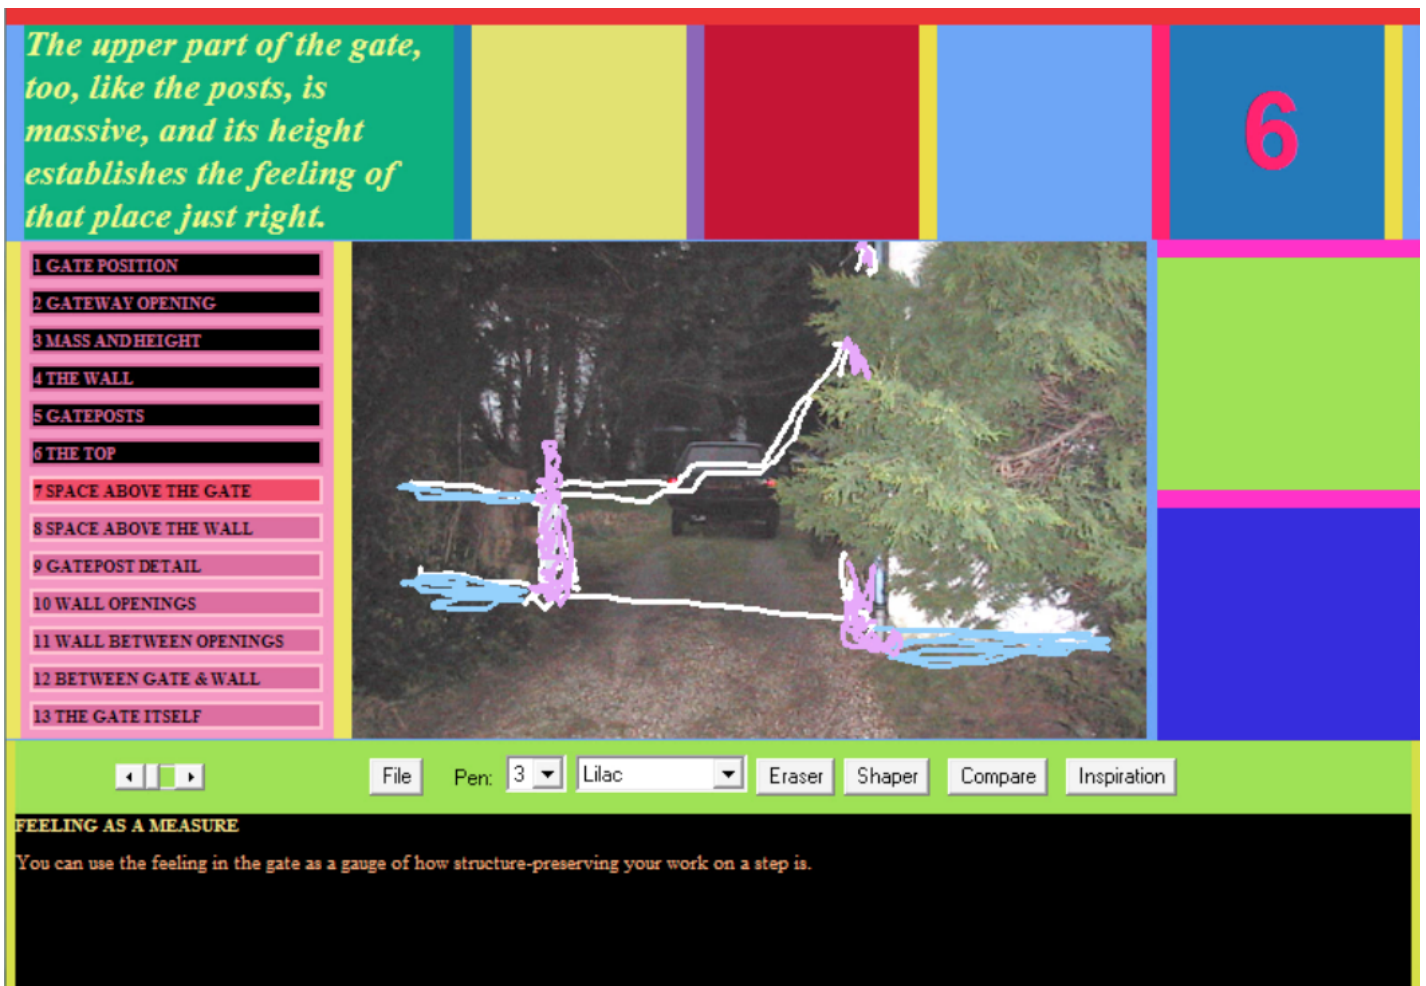 The upper part of the gate,
too, like the posts, is
massive, and its height
establishes the feeling of
that place just right.
6
1 GATE POSITION
2 GATEWAY OPENING
3 MASS AND HEIGHT
4 THE WALL
5 GATEPOSTS
6 THE TOP
7 SPACE ABOVE THE GATE
8 SPACE ABOVE THE WALL
9 GATEPOST DETAIL
10 WALL OPENINGS
11 WALL BETWEEN OPENINGS
12 BETWEEN GATE & WALL
13 THE GATE ITSELF
File Pen: 3 Lilac Eraser Shaper Compare Inspiration
FEELING AS A MEASURE
You can use the feeling in the gate as a gauge of how structure-preserving your work on a step is.